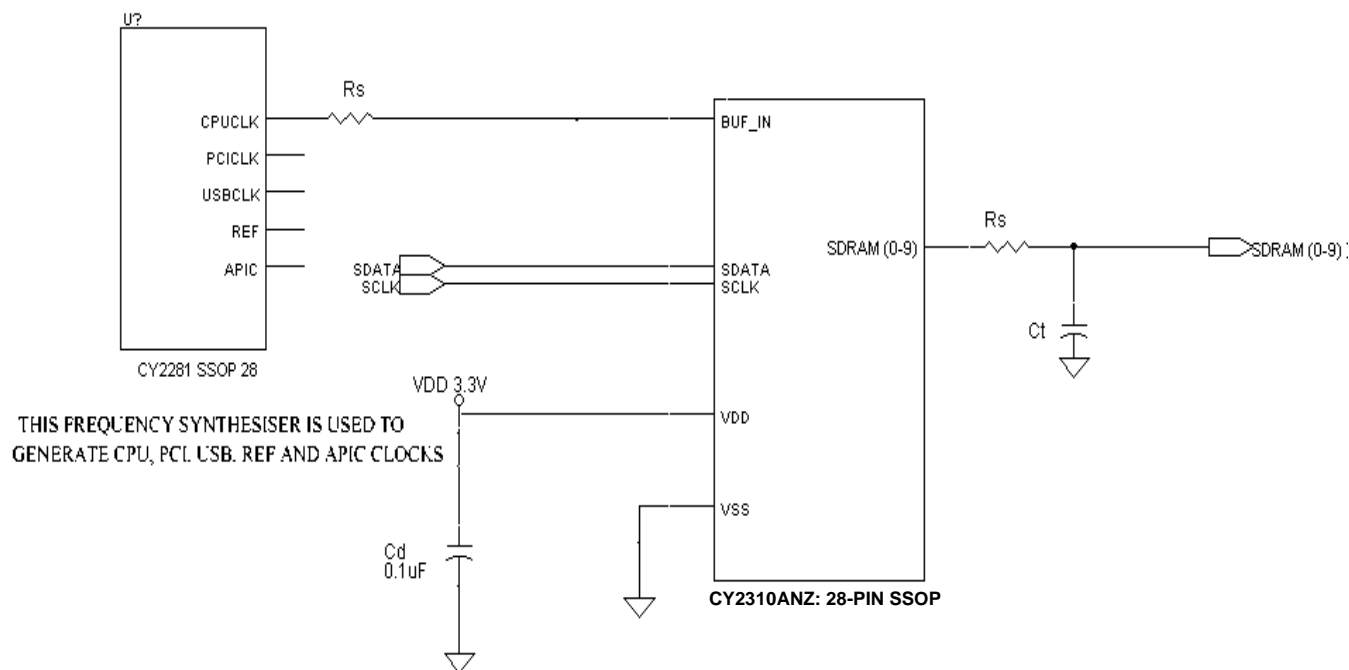 U?
Rs
CPUCLK
BUF_IN
PCICLK
USBCLK
REF
Rs
SDRAM (0-9)
SDRAM (0-9)
APIC
SDATA
SCLK
SDATA
SCLK
Ct
CY2281 SSOP 28
VDD 3.3V
THIS FREQUENCY SYNTHESISER IS USED TO
GENERATE CPU, PCI. USB. REF AND APIC CLOCKS
VDD
VSS
Cd
0.1uF
CY2310ANZ: 28-PIN SSOP